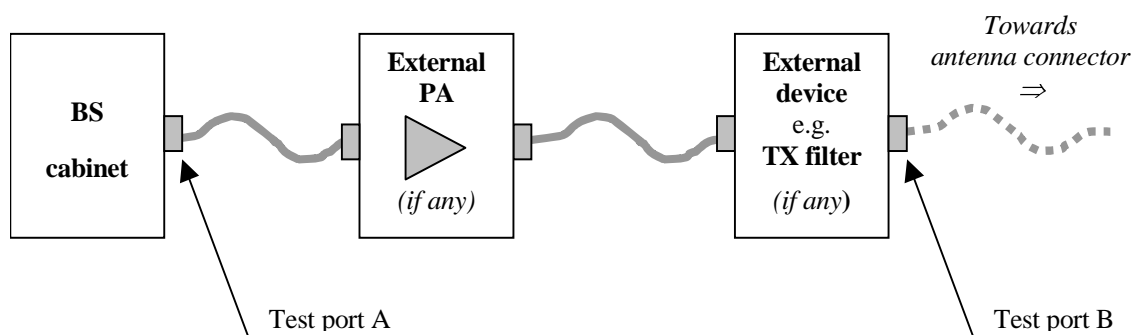 BS
cabinet
External
PA
(if any)
External
device
e.g.
TX filter
(if any)
Towards
antenna connector
⇒
Test port A
Test port B